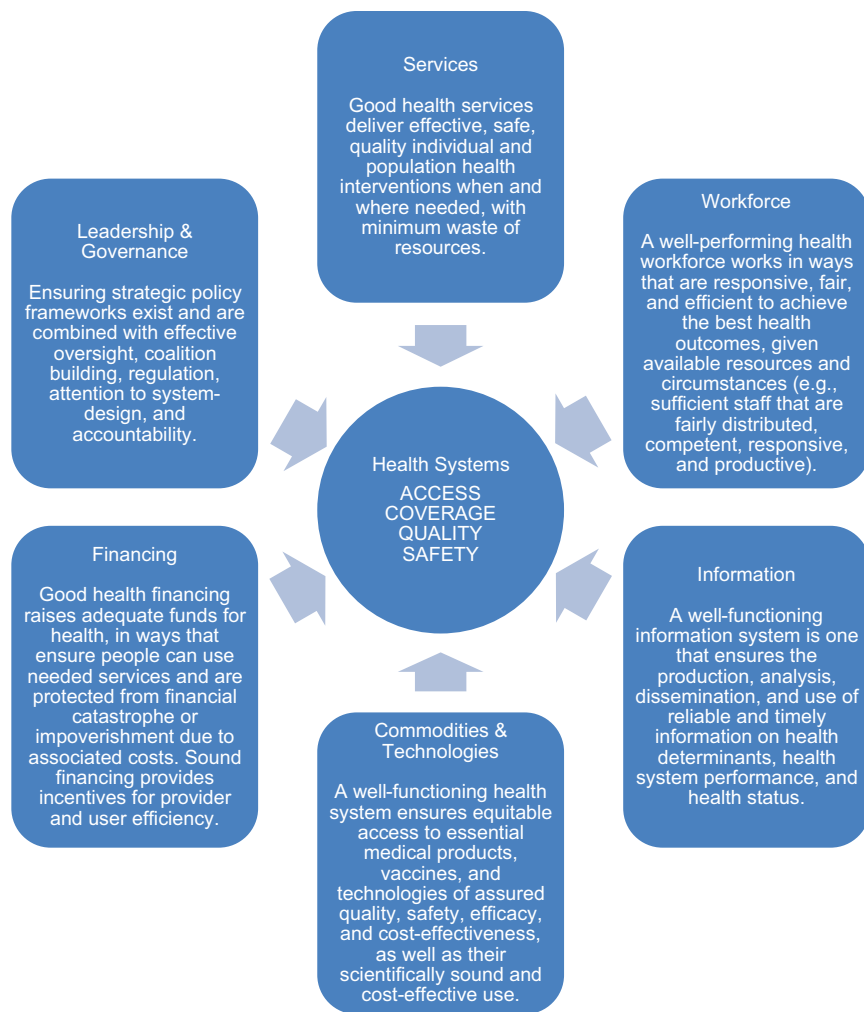 Services
Good health services
deliver effective, safe,
quality individual and
population health
interventions when and
where needed, with
minimum waste of
resources.
Leadership &
Governance
Ensuring strategic policy
frameworks exist and are
combined with effective
oversight, coalition
building, regulation,
attention to system-
design, and
accountability.
Workforce
A well-performing health
workforce works in ways
that are responsive, fair,
and efficient to achieve
the best health
outcomes, given
available resources and
circumstances (e.g.,
sufficient staff that are
fairly distributed,
competent, responsive,
and productive).
Health Systems
ACCESS
COVERAGE
QUALITY
SAFETY
Financing
Good health financing
raises adequate funds for
health, in ways that
ensure people can use
needed services and are
protected from financial
catastrophe or
impoverishment due to
associated costs. Sound
financing provides
incentives for provider
and user efficiency.
Information
A well-functioning
information system is one
that ensures the
production, analysis,
dissemination, and use of
reliable and timely
information on health
determinants, health
system performance, and
health status.
Commodities &
Technologies
A well-functioning health
system ensures equitable
access to essential
medical products,
vaccines, and
technologies of assured
quality, safety, efficacy,
and cost-effectiveness,
as well as their
scientifically sound and
cost-effective use.